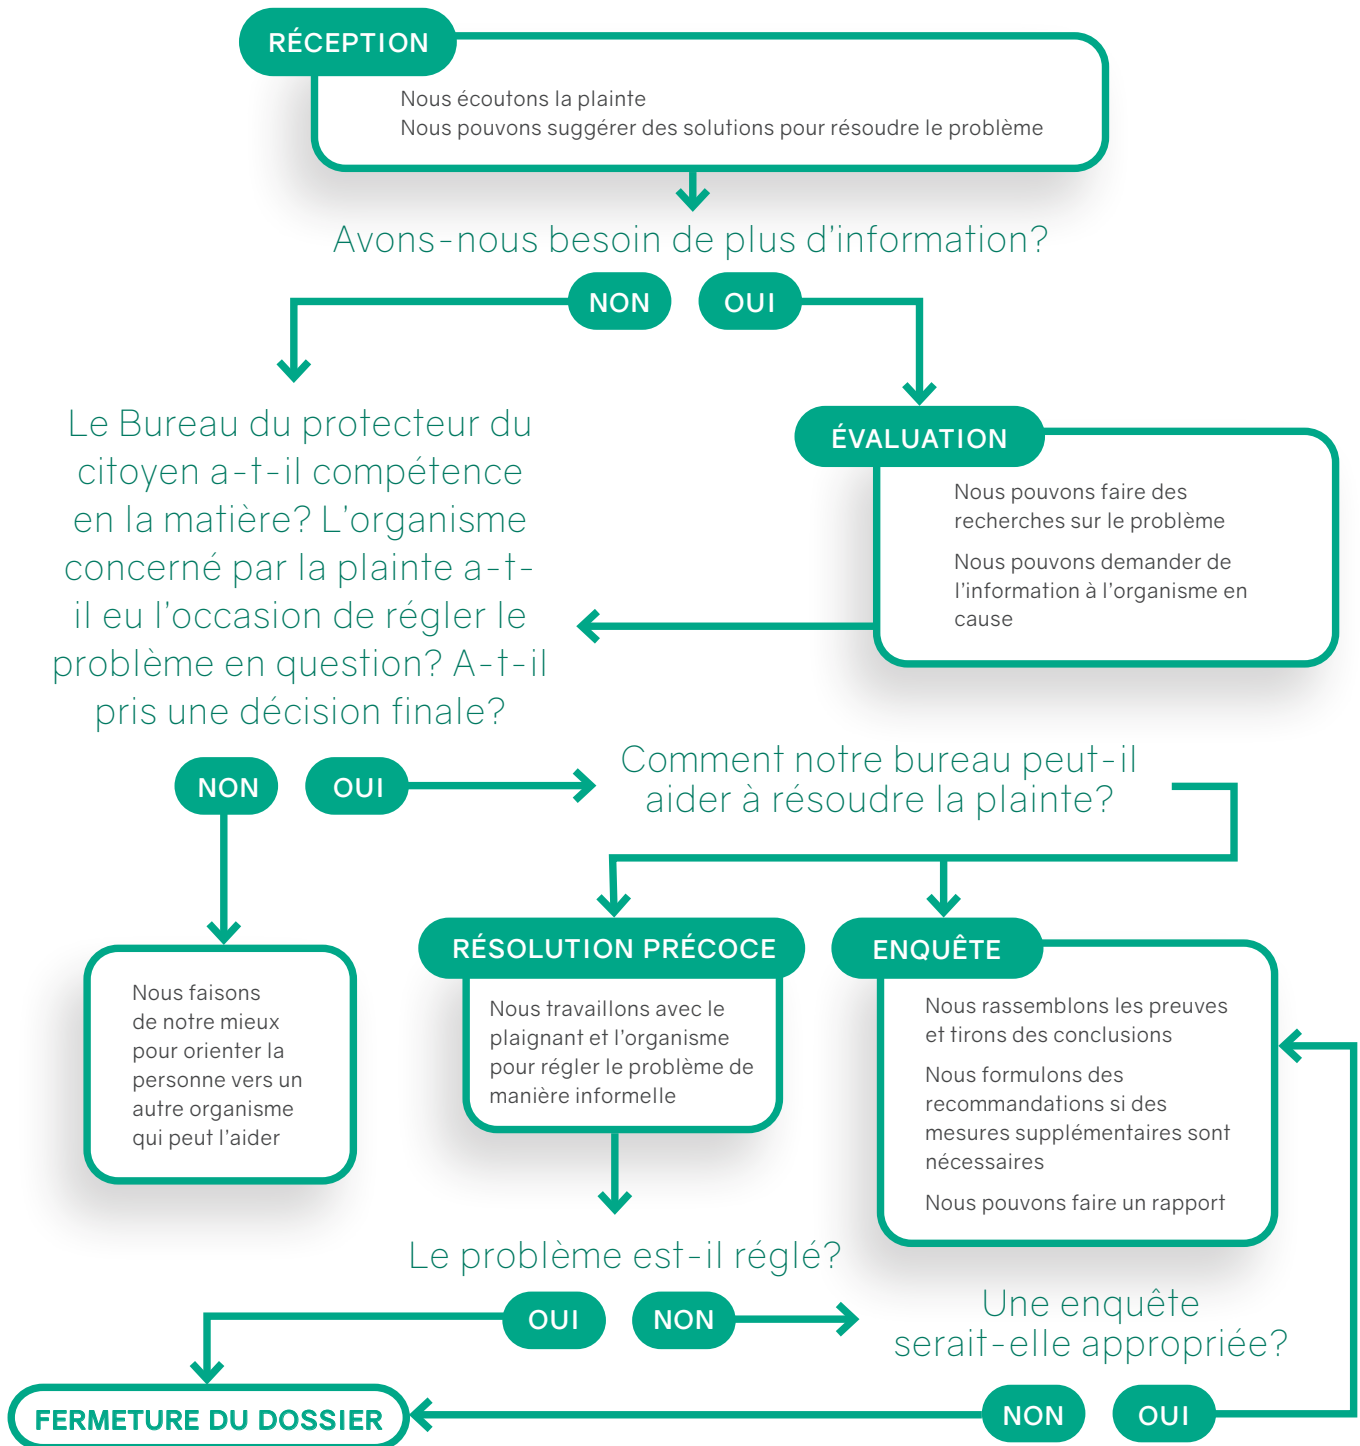 RÉCEPTION
Nous écoutons la plainte
Nous pouvons suggérer des solutions pour résoudre le problème
Avons-nous besoin de plus d'information?
NON
OUI
Le Bureau du protecteur du
citoyen a-t-il compétence
en la matière? L'organisme
concerné par la plainte a-t-
il eu l'occasion de régler le
problème en question? A-t-il
pris une décision finale?
ÉVALUATION
Nous pouvons faire des
recherches sur le problème
Nous pouvons demander de
l'information à l'organisme en
cause
NON
OUI
Comment notre bureau peut-il
aider à résoudre la plainte?
Nous faisons
de notre mieux
pour orienter la
personne vers un
autre organisme
qui peut l'aider
RÉSOLUTION PRÉCOCE
Nous travaillons avec le
plaignant et l'organisme
pour régler le problème de
manière informelle
ENQUÊTE
Nous rassemblons les preuves
et tirons des conclusions
Nous formulons des
recommandations si des
mesures supplémentaires sont
nécessaires
Nous pouvons faire un rapport
Le problème est-il réglé?
OUI
NON
Une enquête
serait-elle appropriée?
FERMETURE DU DOSSIER
NON
OUI